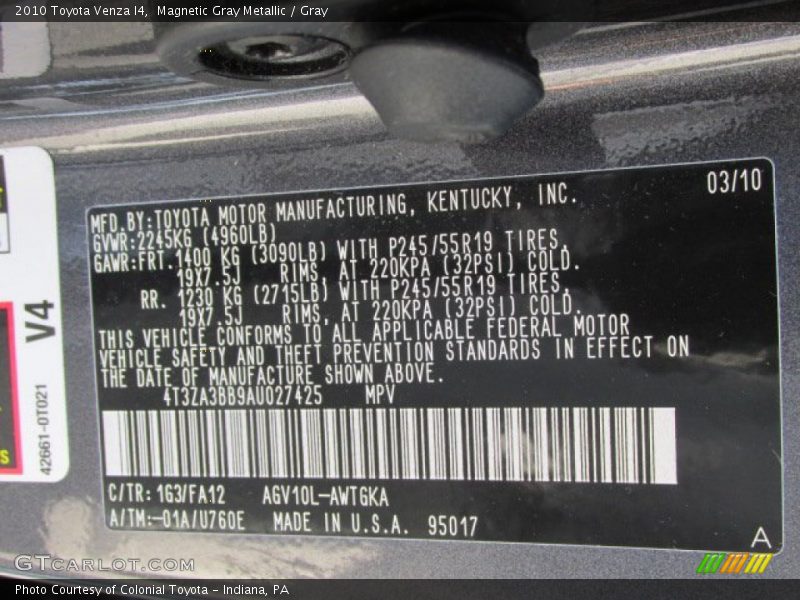 2010 Toyota Venza I4, Magnetic Gray Metallic / Gray
03/10
MFD.BY:TOYOTA MOTOR MANUFACTURING, KENTUCKY, INC.
GVWR:2245KG (4960LB)
GAWR:FRT.1400 KG (3090LB) WITH P245/55R19 TIRES,
19X7.5J RIMS, AT 220KPA (32PSI) COLD.
RR. 1230 KG (2715LB) WITH P245/55R19 TIRES,
19X7.5J RIMS, AT 220KPA (32PSI) COLD.
THIS VEHICLE CONFORMS TO ALL APPLICABLE FEDERAL MOTOR
VEHICLE SAFETY AND THEFT PREVENTION STANDARDS IN EFFECT ON
THE DATE OF MANUFACTURE SHOWN ABOVE.
4T3ZA3BB9AU027425 MPV
C/TR: 1G3/FA12 AGV10L-AWTGKA
A/TM:-01A/U760E MADE IN U.S.A. 95017
A
V4
42661-0T021
GTCARLOT.COM
Photo Courtesy of Colonial Toyota - Indiana, PA